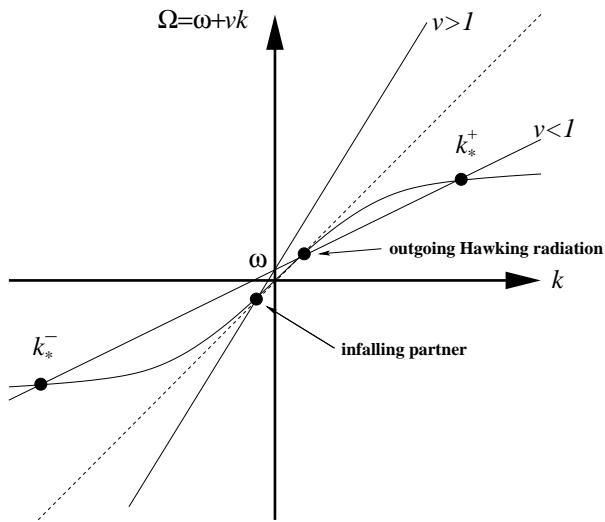 Ω=ω+vk
v>1
k*+
v<1
outgoing Hawking radiation
ω
k
infalling partner
k*−